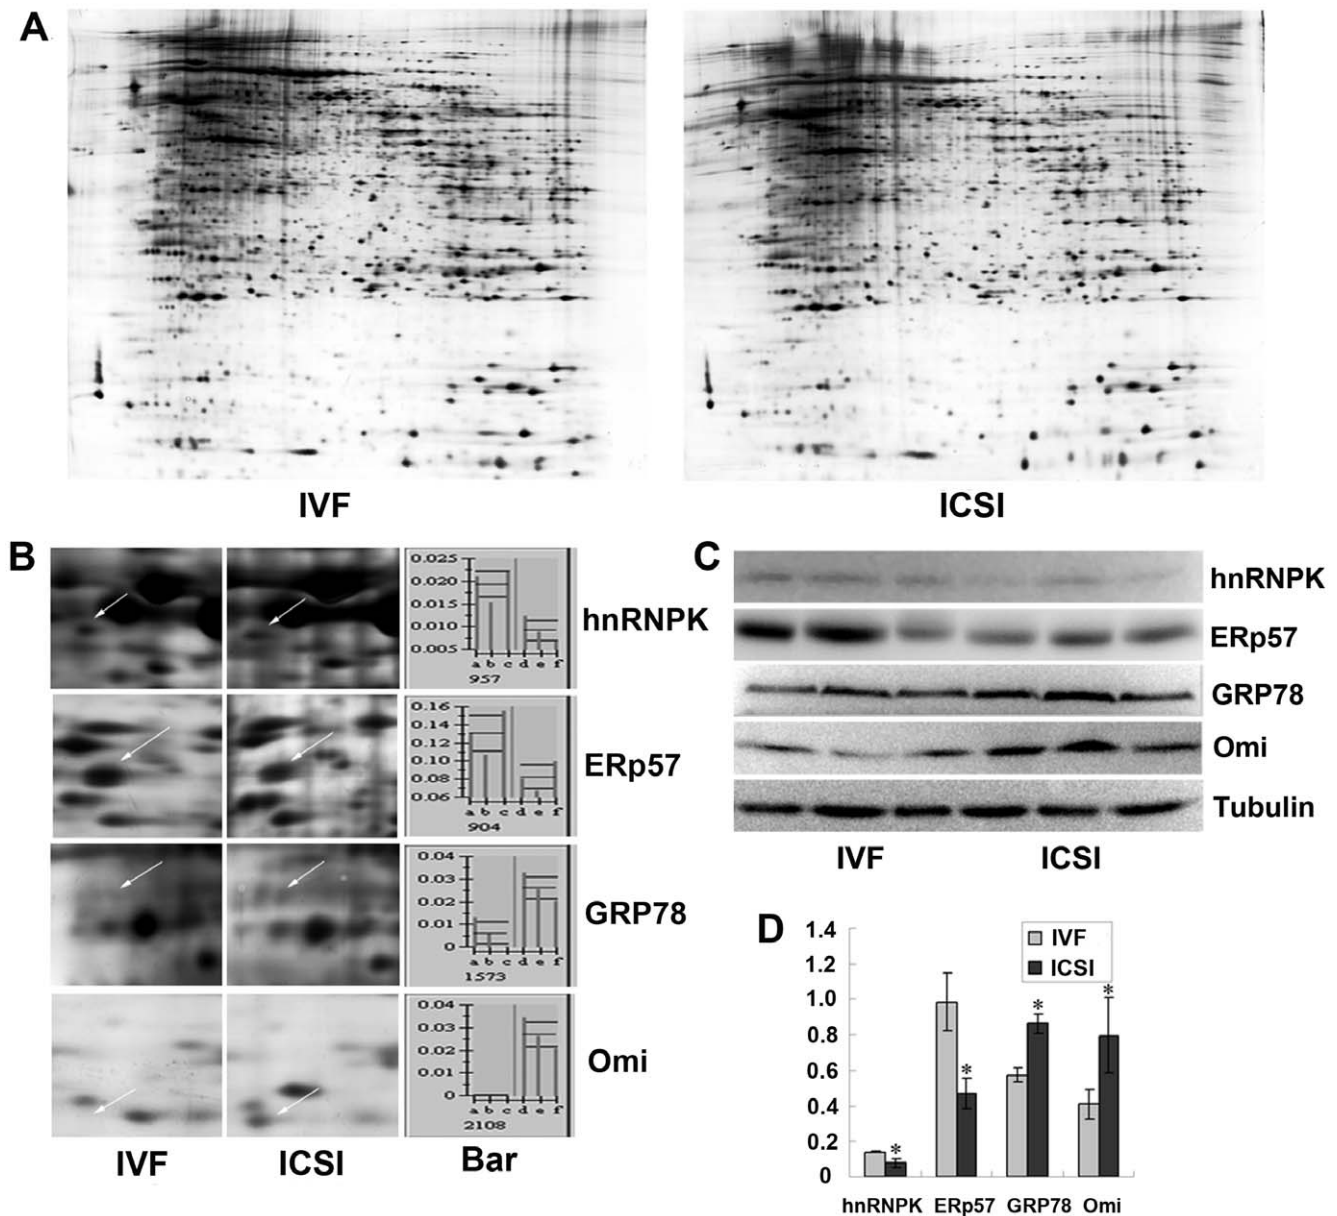 A
IVF
ICSI
B
0.025
0.020
0.015
0.010
0.005
a b c d e f
957
hnRNPK
0.16
0.14
0.12
0.10
0.08
0.06
a b c d e f
904
ERp57
0.04
0.03
0.02
0.01
0
a b c d e f
1573
GRP78
0.04
0.03
0.02
0.01
0
a b c d e f
2108
Omi
IVF
ICSI
Bar
C
hnRNPK
ERp57
GRP78
Omi
Tubulin
IVF
ICSI
D
1.4
1.2
1.0
0.8
0.6
0.4
0.2
0
IVF
ICSI
*
*
*
*
hnRNPK
ERp57
GRP78
Omi